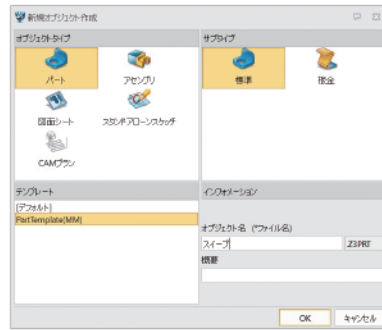 新規オブジェクト作成
オブジェクトタイプ
パート
アセンブリ
図面シート
スタンドアローンスケッチ
CAMプラン
サブタイプ
標準
板金
テンプレート
[デフォルト]
PartTemplate(MM)
インフォメーション
オブジェクト名 (*ファイル名)
スイープ
.Z3PRT
概要
OK
キャンセル